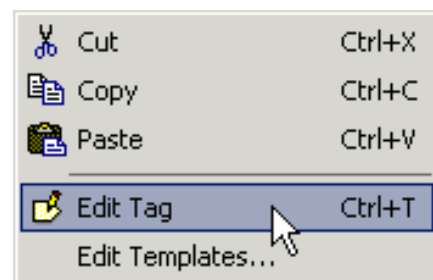 Cut Ctrl+X
Copy Ctrl+C
Paste Ctrl+V
Edit Tag Ctrl+T
Edit Templates...